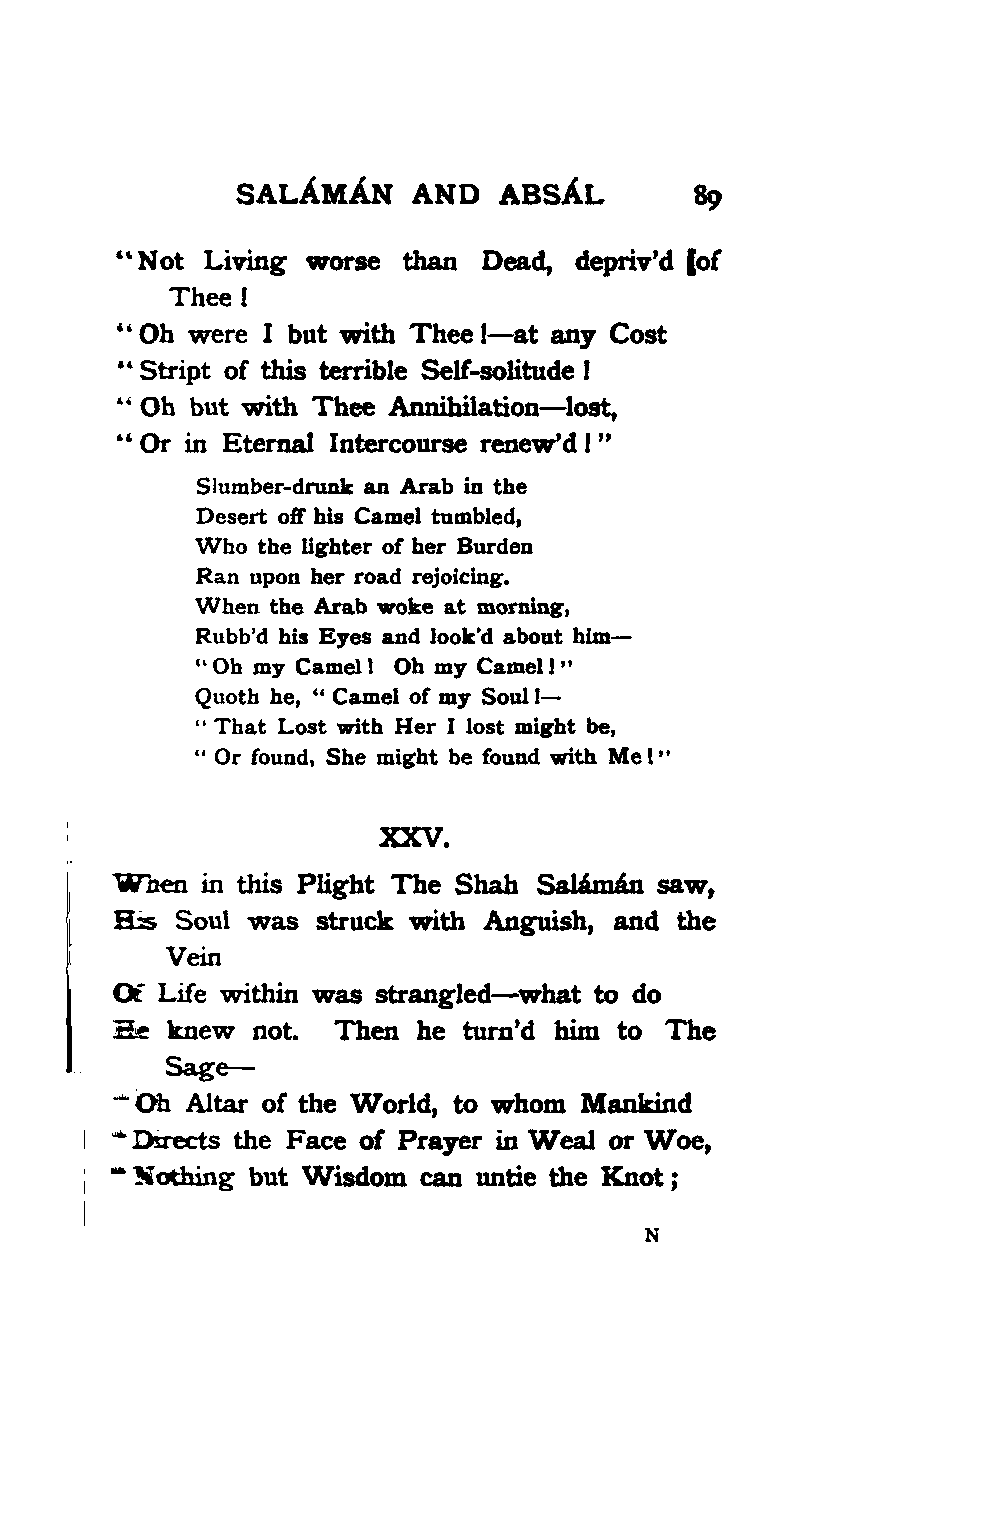 SALÁMÁN AND ABSÁL 89
"Not Living worse than Dead, depriv'd [of
Thee!
"Oh were I but with Thee!—at any Cost
"Stript of this terrible Self-solitude!
"Oh but with Thee Annihilation—lost,
"Or in Eternal Intercourse renew'd!"
Slumber-drunk an Arab in the
Desert off his Camel tumbled,
Who the lighter of her Burden
Ran upon her road rejoicing.
When the Arab woke at morning,
Rubb'd his Eyes and look'd about him—
"Oh my Camel! Oh my Camel!"
Quoth he, "Camel of my Soul!—
"That Lost with Her I lost might be,
"Or found, She might be found with Me!"
XXV.
When in this Plight The Shah Salámán saw,
His Soul was struck with Anguish, and the
Vein
Of Life within was strangled—what to do
He knew not. Then he turn'd him to The
Sage—
"Oh Altar of the World, to whom Mankind
"Directs the Face of Prayer in Weal or Woe,
"Nothing but Wisdom can untie the Knot;
N